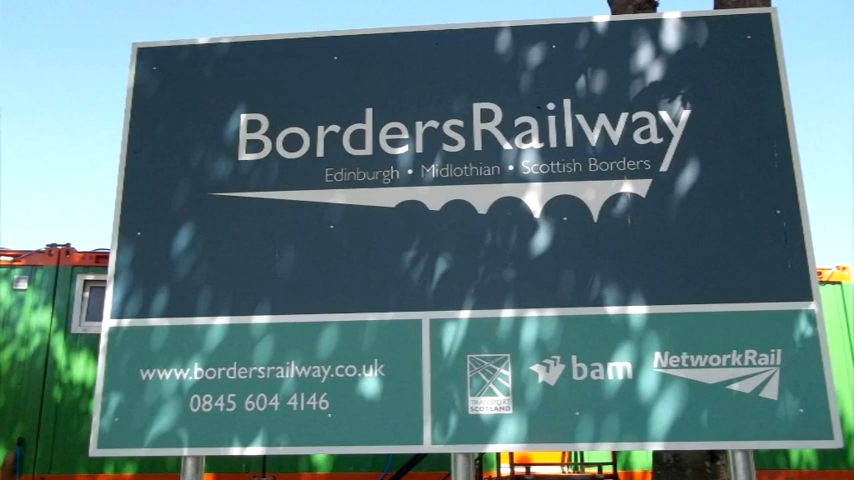 BordersRailway
Edinburgh • Midlothian • Scottish Borders
www.bordersrailway.co.uk
0845 604 4146
TRANSPORT
SCOTLAND
bam
NetworkRail